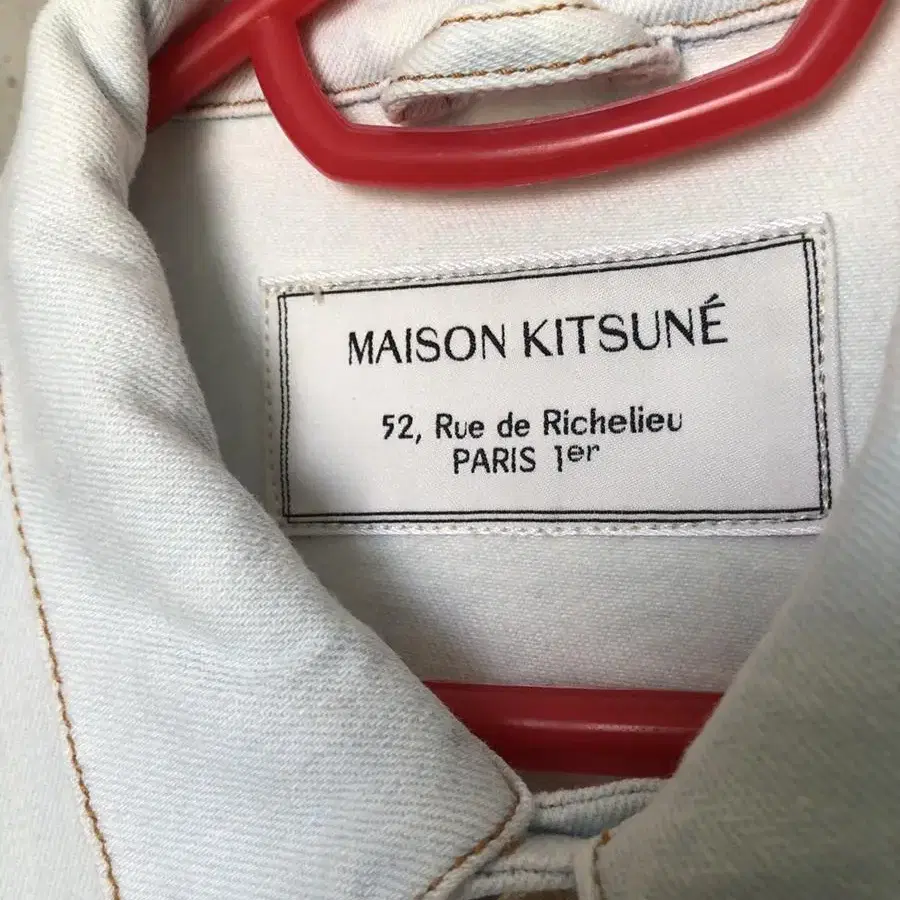 MAISON KITSUNÉ
52, Rue de Richelieu
PARIS 1er